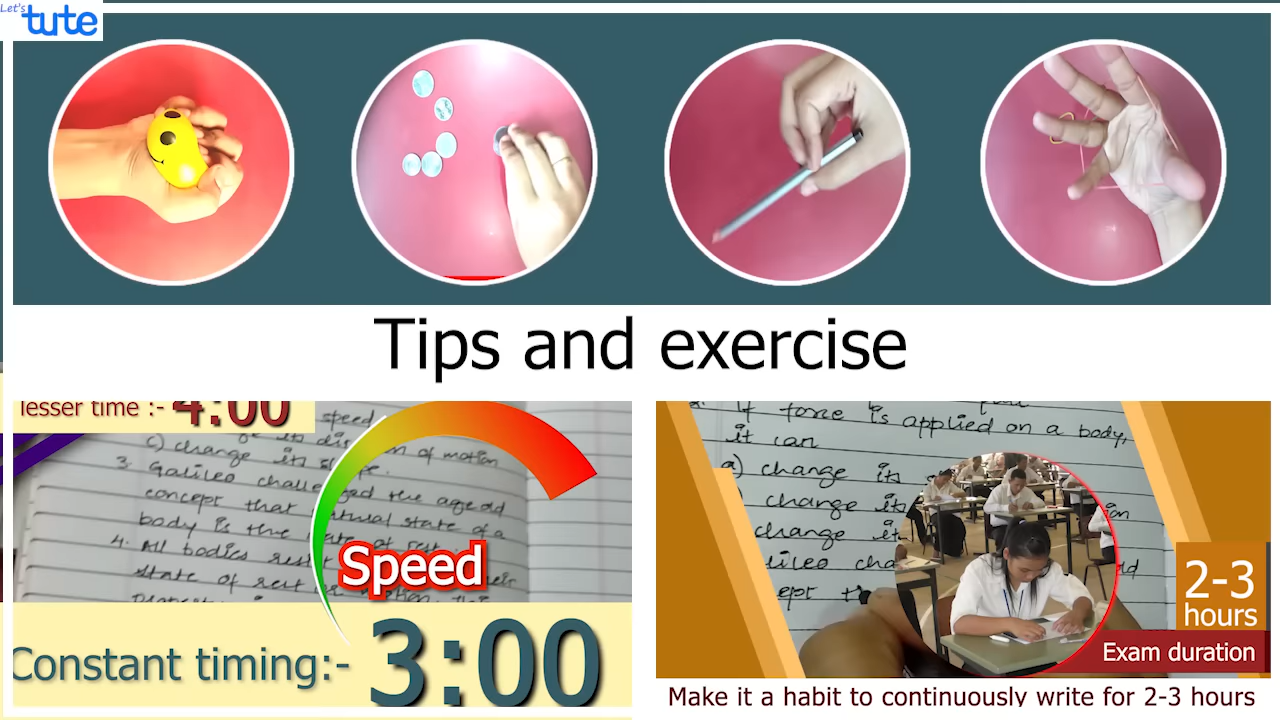 Let's
tute
Tips and exercise
lesser time :- 4:00
speed
c) change its shape.
3. Galileo challenged the age old
concept that natural state of a
body is the state of rest
4. All bodies resist
state of rest
Speed
Constant timing:- 3:00
If force is applied on a body,
it can
a) change its
change its
change its
2-3
hours
Exam duration
Make it a habit to continuously write for 2-3 hours